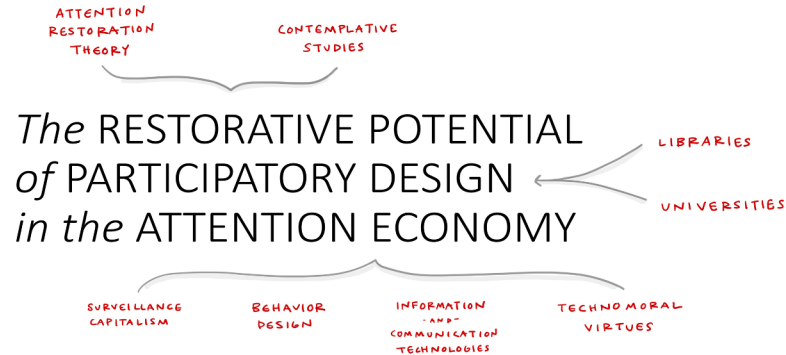 ATTENTION
RESTORATION
THEORY
CONTEMPLATIVE
STUDIES
The RESTORATIVE POTENTIAL
of PARTICIPATORY DESIGN
in the ATTENTION ECONOMY
LIBRARIES
UNIVERSITIES
SURVEILLANCE
CAPITALISM
BEHAVIOR
DESIGN
INFORMATION
-AND-
COMMUNICATION
TECHNOLOGIES
TECHNOMORAL
VIRTUES